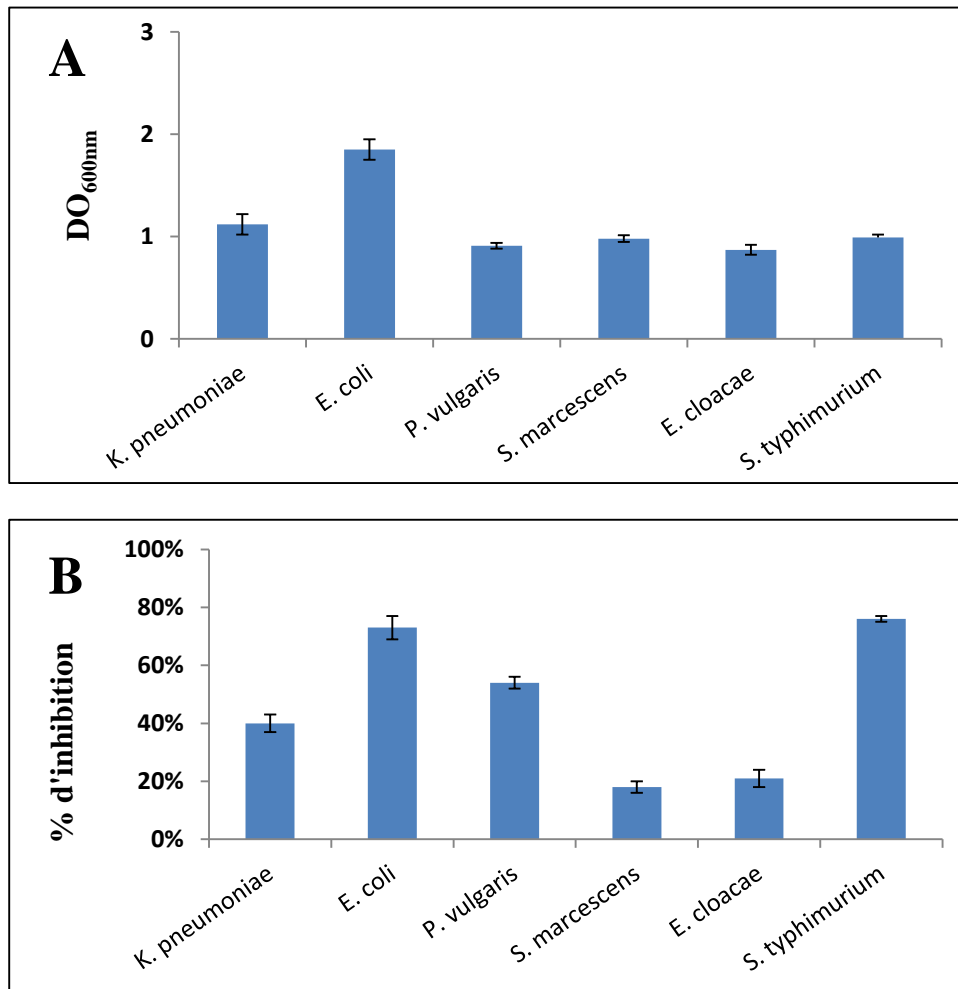 A
3
2
1
0
DO600nm
K. pneumoniae
E. coli
P. vulgaris
S. marcescens
E. cloacae
S. typhimurium
B
100%
80%
60%
40%
20%
0%
% d'inhibition
K. pneumoniae
E. coli
P. vulgaris
S. marcescens
E. cloacae
S. typhimurium